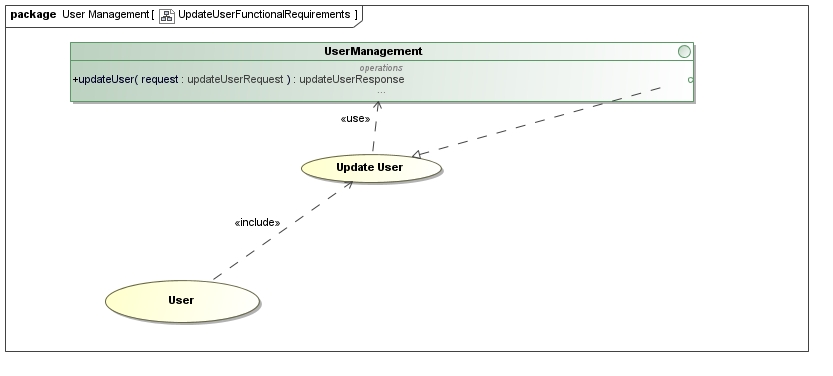 package User Management [ UpdateUserFunctionalRequirements ]
UserManagement
operations
+updateUser( request : updateUserRequest ) : updateUserResponse
...
«use»
Update User
«include»
User